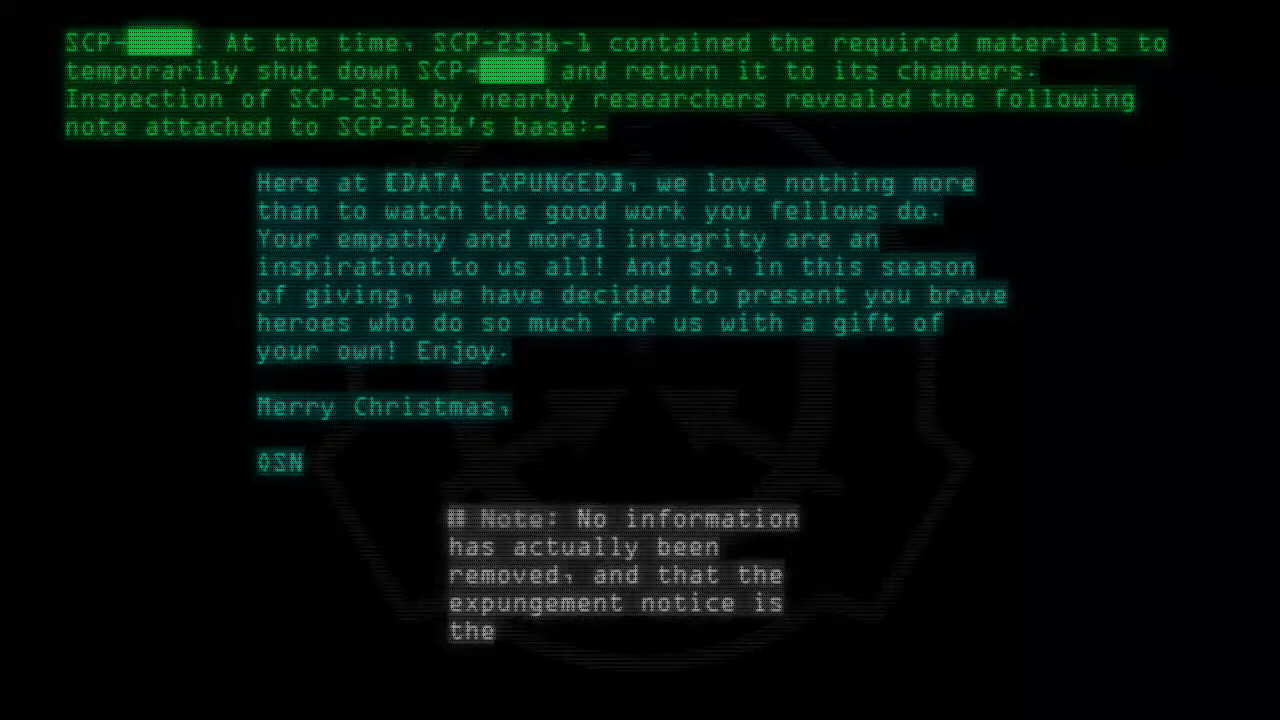 SCP-████. At the time, SCP-2536-1 contained the required materials to
temporarily shut down SCP-████ and return it to its chambers.
Inspection of SCP-2536 by nearby researchers revealed the following
note attached to SCP-2536's base:-
Here at [DATA EXPUNGED], we love nothing more
than to watch the good work you fellows do.
Your empathy and moral integrity are an
inspiration to us all! And so, in this season
of giving, we have decided to present you brave
heroes who do so much for us with a gift of
your own! Enjoy.
Merry Christmas,
OSN
# Note: No information
has actually been
removed, and that the
expungement notice is
the